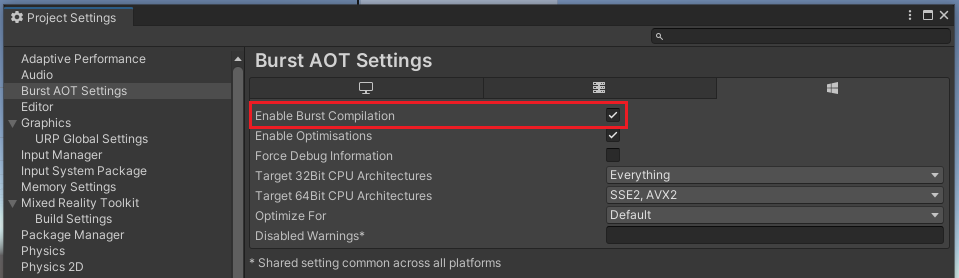 Project Settings
Adaptive Performance
Audio
Burst AOT Settings
Editor
Graphics
URP Global Settings
Input Manager
Input System Package
Memory Settings
Mixed Reality Toolkit
Build Settings
Package Manager
Physics
Physics 2D
Burst AOT Settings
Enable Burst Compilation
Enable Optimisations
Force Debug Information
Target 32Bit CPU Architectures Everything
Target 64Bit CPU Architectures SSE2, AVX2
Optimize For Default
Disabled Warnings*
* Shared setting common across all platforms